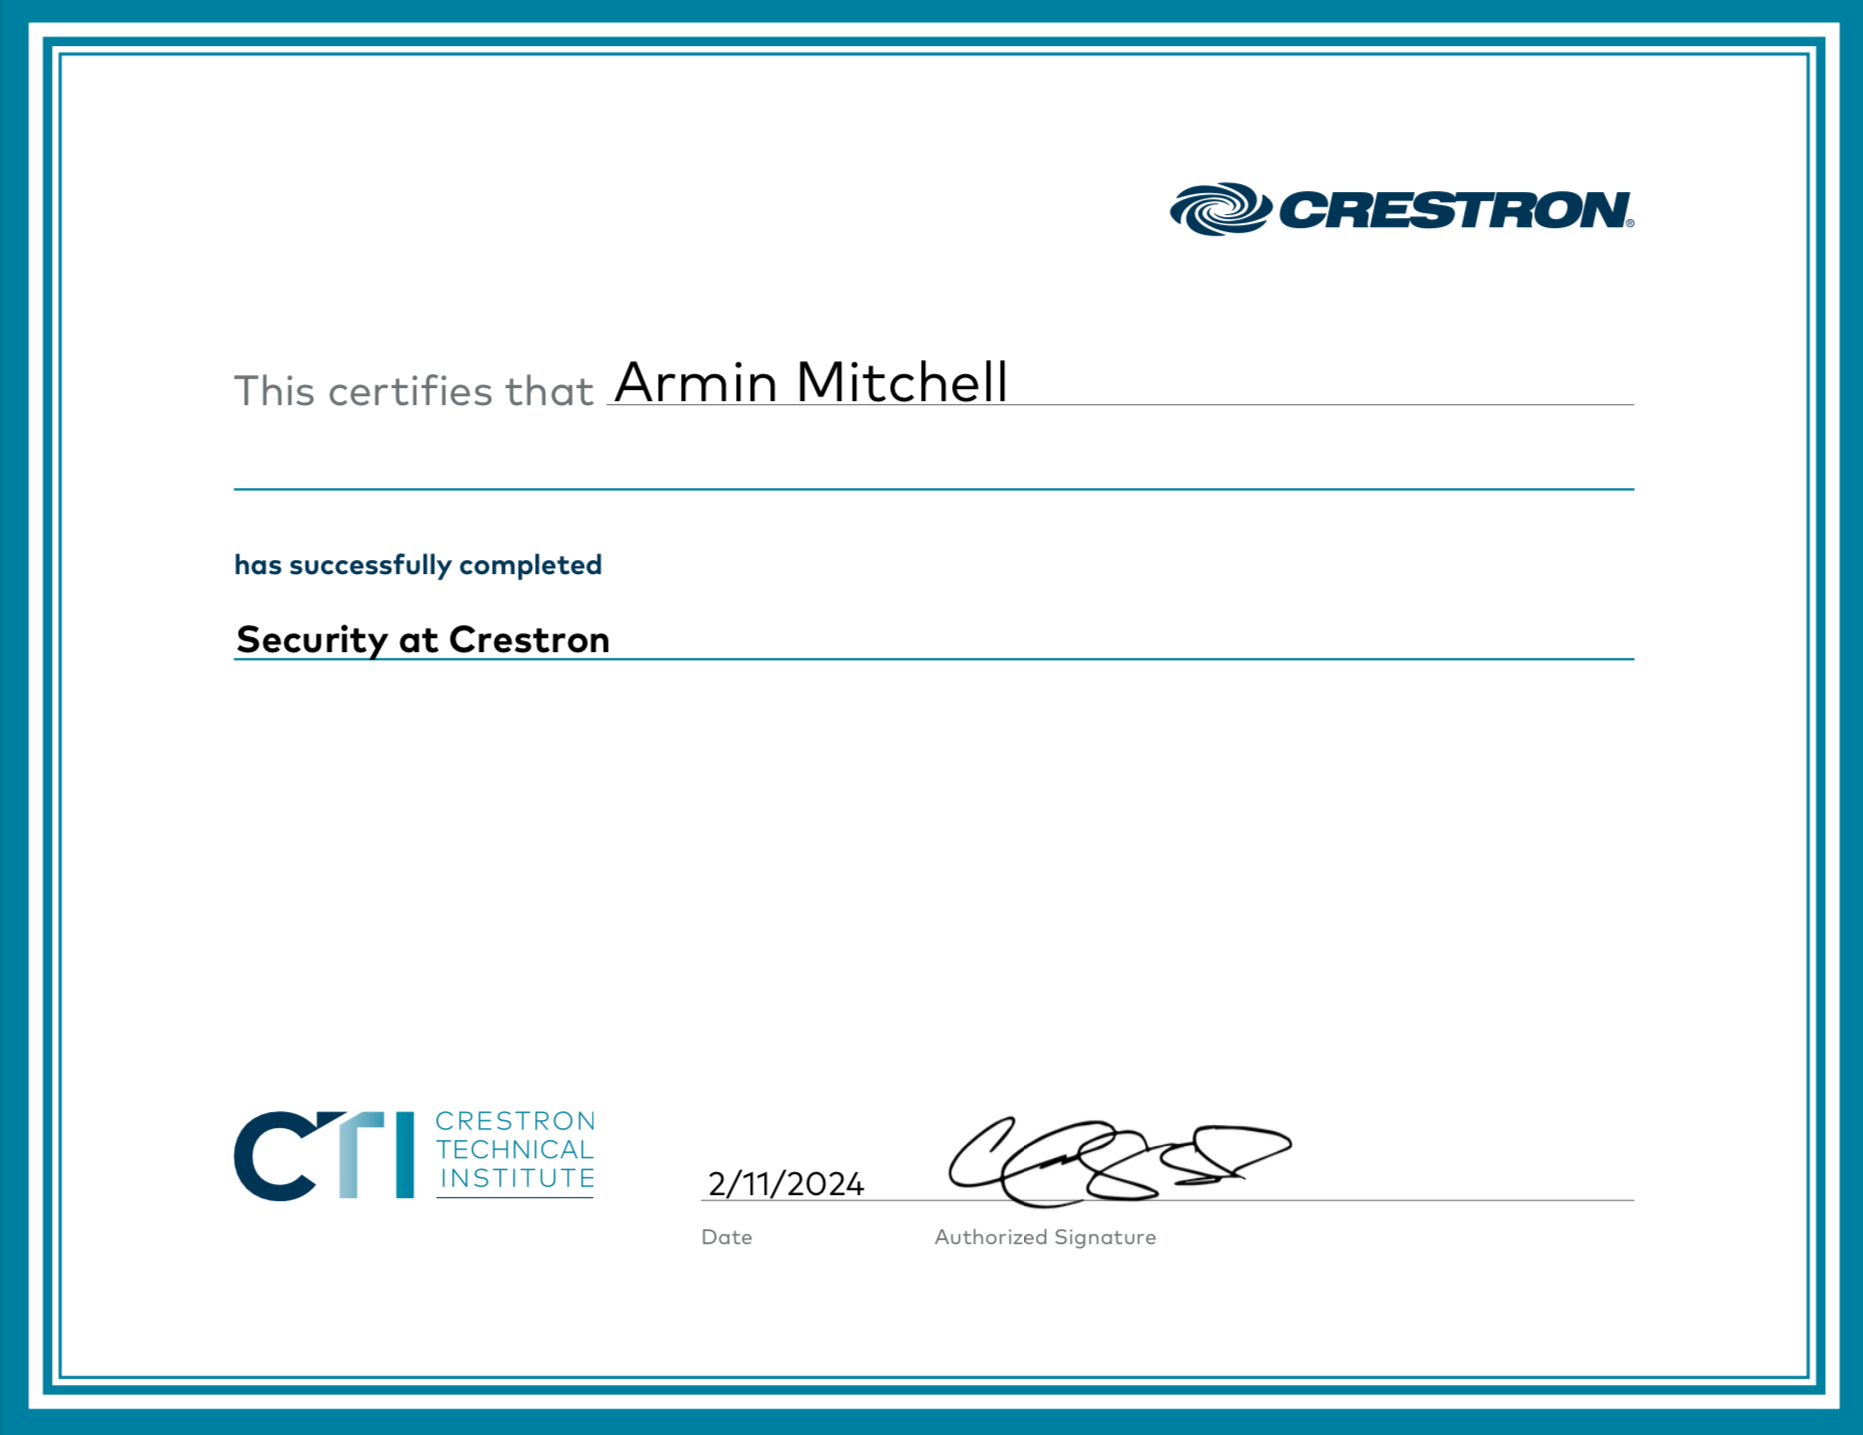 CRESTRON®
This certifies that Armin Mitchell
has successfully completed
Security at Crestron
CTI
CRESTRON
TECHNICAL
INSTITUTE
2/11/2024
Date
Authorized Signature